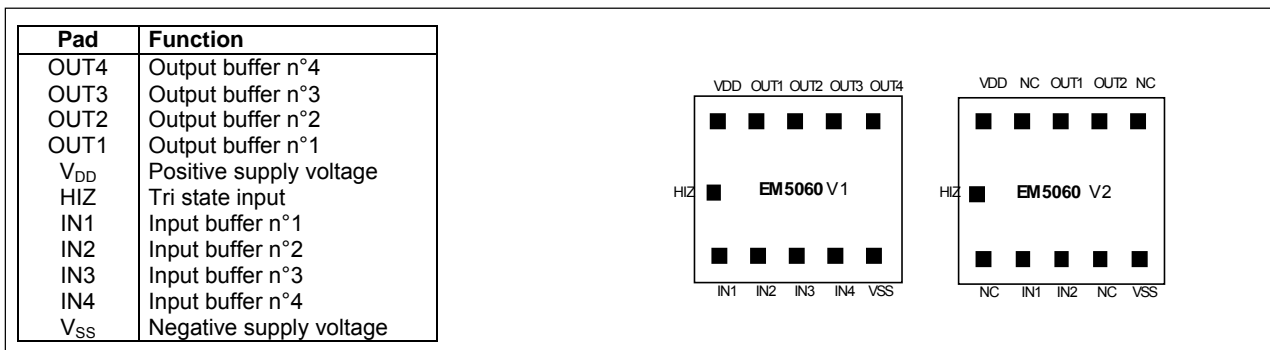 Pad Function
OUT4 Output buffer n°4
OUT3 Output buffer n°3
OUT2 Output buffer n°2
OUT1 Output buffer n°1
VDD Positive supply voltage
HIZ Tri state input
IN1 Input buffer n°1
IN2 Input buffer n°2
IN3 Input buffer n°3
IN4 Input buffer n°4
VSS Negative supply voltage
VDD OUT1 OUT2 OUT3 OUT4
HIZ EM5060 V1
IN1 IN2 IN3 IN4 VSS
VDD NC OUT1 OUT2 NC
HIZ EM5060 V2
NC IN1 IN2 NC VSS